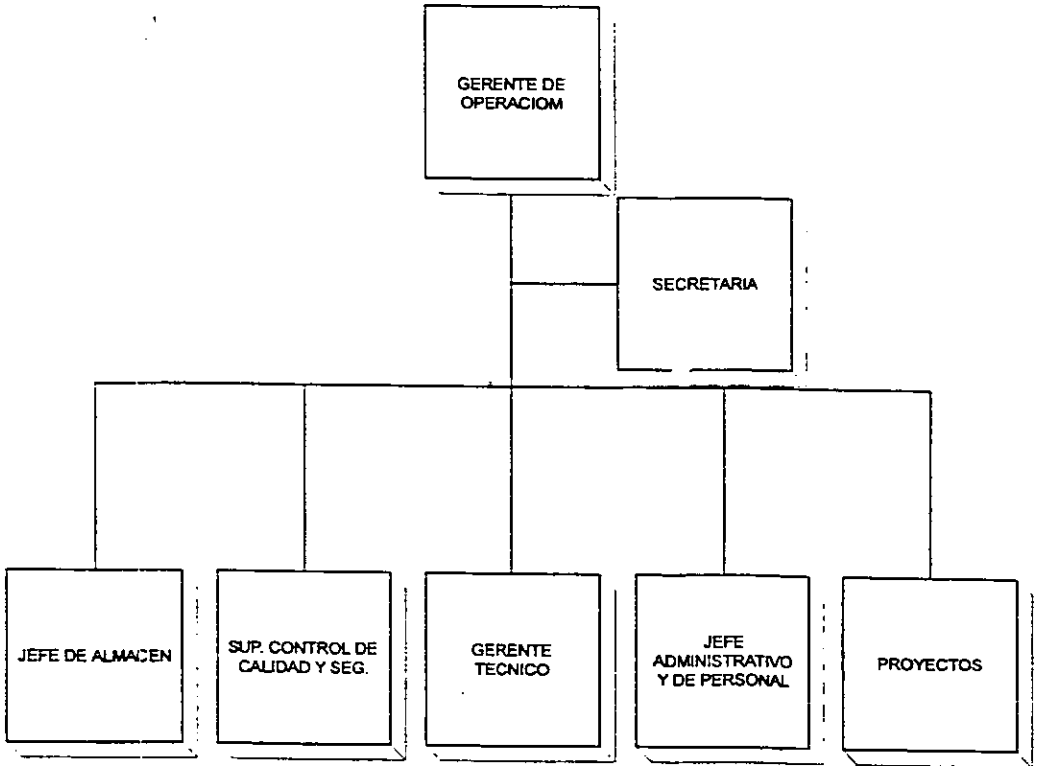 GERENTE DE
OPERACIOM
SECRETARIA
JEFE DE ALMACEN
SUP. CONTROL DE
CALIDAD Y SEG.
GERENTE
TECNICO
JEFE
ADMINISTRATIVO
Y DE PERSONAL
PROYECTOS